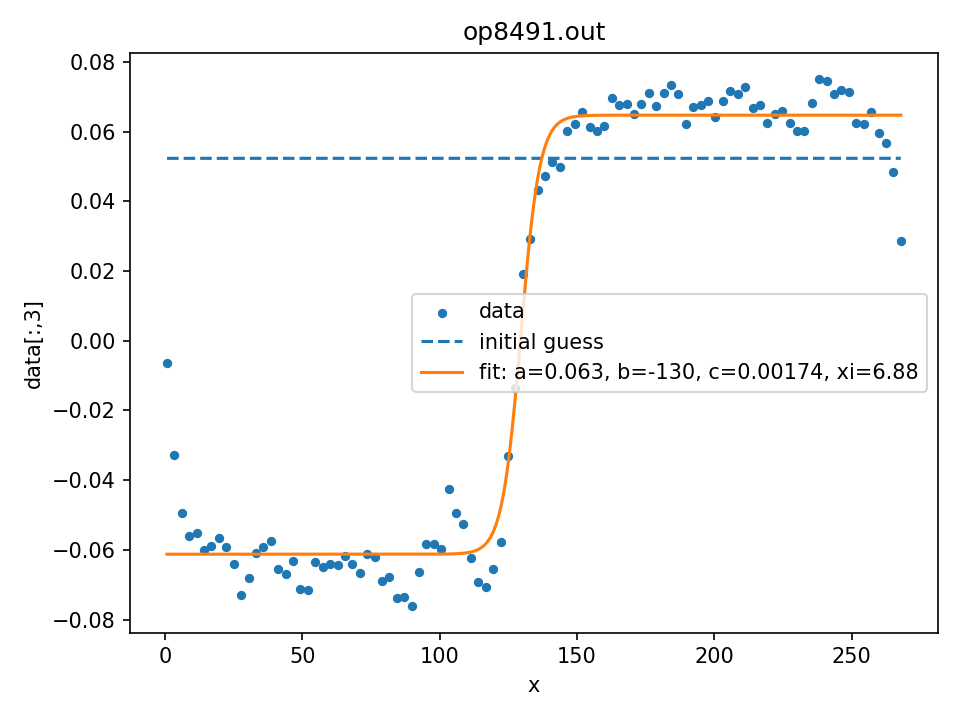 op8491.out
0.08
0.06
0.04
0.02
0.00
−0.02
−0.04
−0.06
−0.08
data[:,3]
data
initial guess
fit: a=0.063, b=-130, c=0.00174, xi=6.88
0 50 100 150 200 250
x